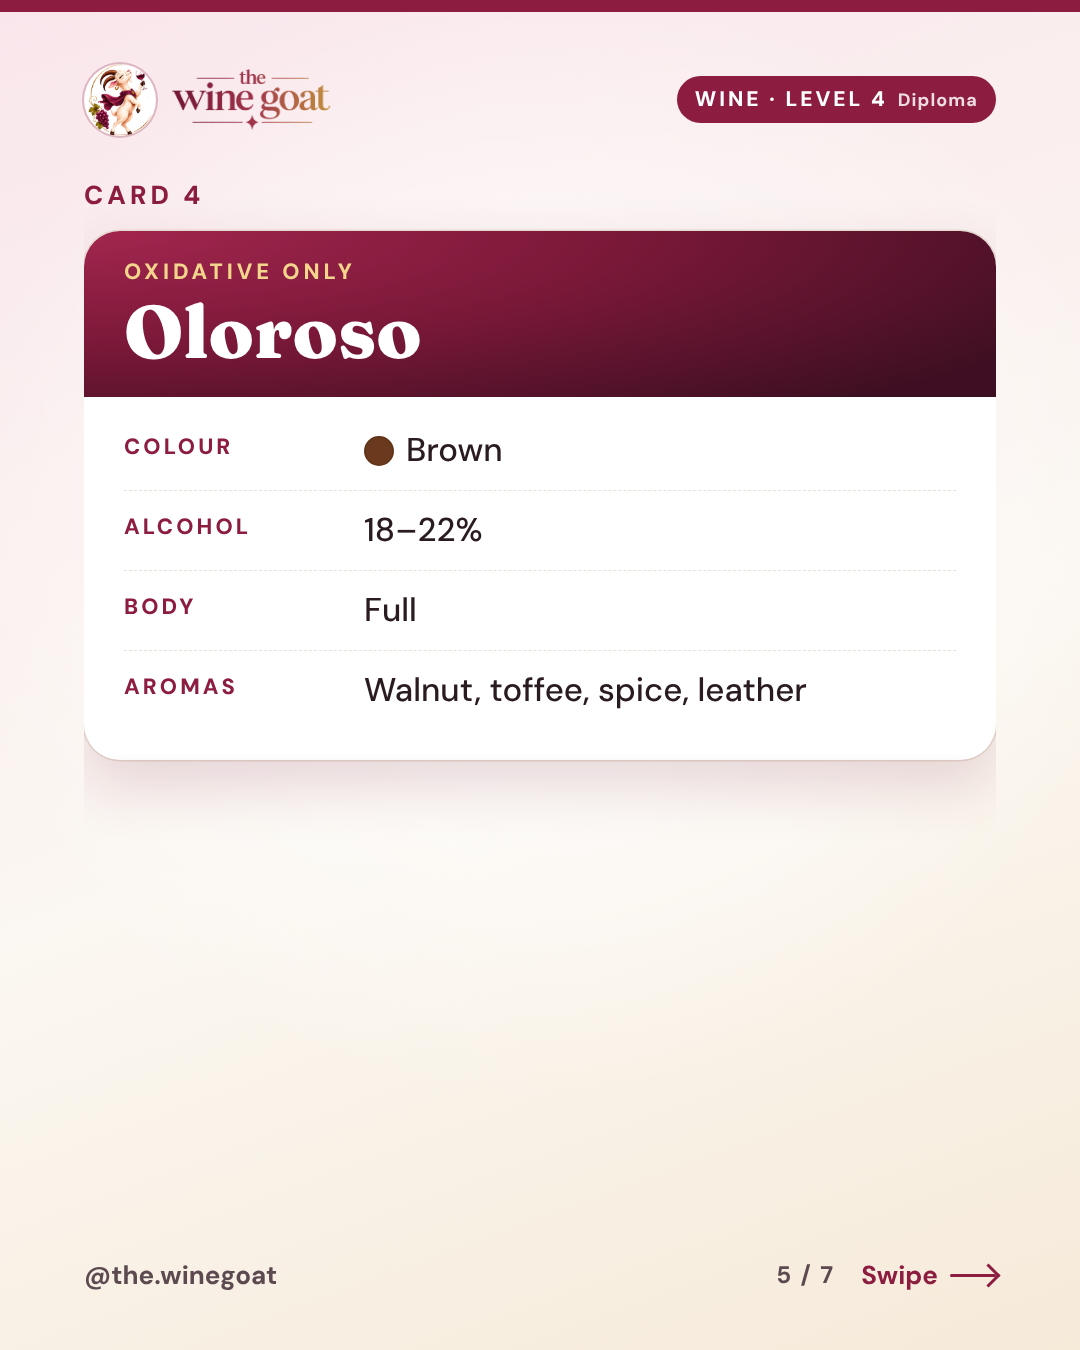 the
wine goat
WINE · LEVEL 4 Diploma
CARD 4
OXIDATIVE ONLY
Oloroso
COLOUR Brown
ALCOHOL 18–22%
BODY Full
AROMAS Walnut, toffee, spice, leather
@the.winegoat 5 / 7 Swipe